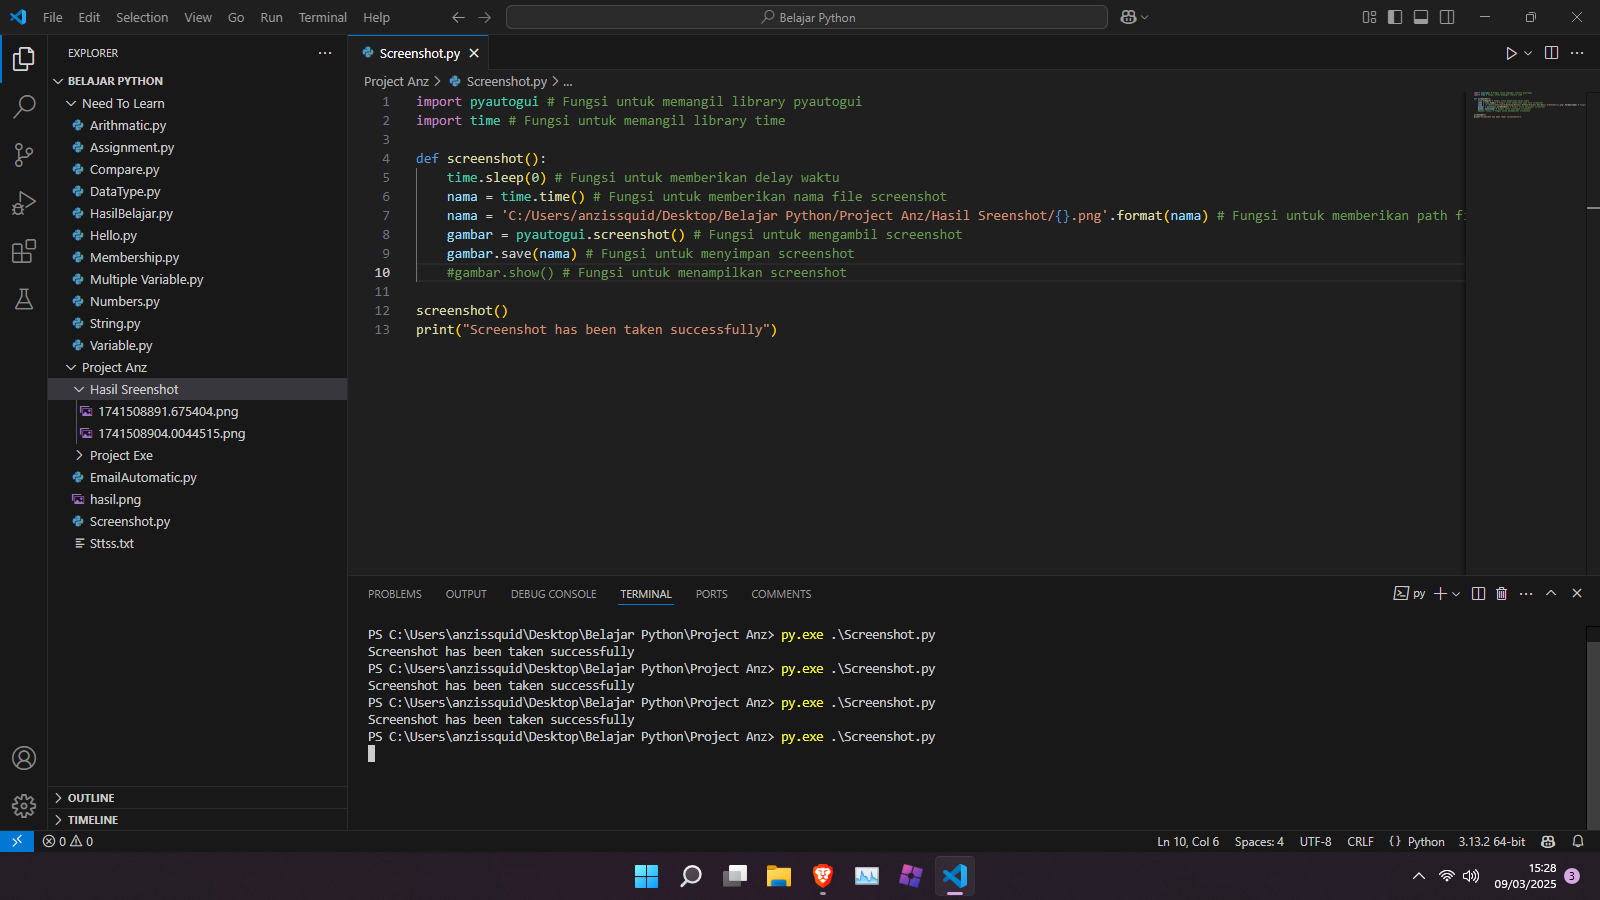 File Edit Selection View Go Run Terminal Help
Belajar Python
EXPLORER
BELAJAR PYTHON
Need To Learn
Arithmatic.py
Assignment.py
Compare.py
DataType.py
HasilBelajar.py
Hello.py
Membership.py
Multiple Variable.py
Numbers.py
String.py
Variable.py
Project Anz
Hasil Sreenshot
1741508891.675404.png
1741508904.0044515.png
Project Exe
EmailAutomatic.py
hasil.png
Screenshot.py
Sttss.txt
OUTLINE
TIMELINE
Screenshot.py
Project Anz > Screenshot.py > ...
1 import pyautogui # Fungsi untuk memangil library pyautogui
2 import time # Fungsi untuk memangil library time
3
4 def screenshot():
5 time.sleep(0) # Fungsi untuk memberikan delay waktu
6 nama = time.time() # Fungsi untuk memberikan nama file screenshot
7 nama = 'C:/Users/anzissquid/Desktop/Belajar Python/Project Anz/Hasil Sreenshot/{}.png'.format(nama) # Fungsi untuk memberikan path fi
8 gambar = pyautogui.screenshot() # Fungsi untuk mengambil screenshot
9 gambar.save(nama) # Fungsi untuk menyimpan screenshot
10 #gambar.show() # Fungsi untuk menampilkan screenshot
11
12 screenshot()
13 print("Screenshot has been taken successfully")
PROBLEMS OUTPUT DEBUG CONSOLE TERMINAL PORTS COMMENTS
py
PS C:\Users\anzissquid\Desktop\Belajar Python\Project Anz> py.exe .\Screenshot.py
Screenshot has been taken successfully
PS C:\Users\anzissquid\Desktop\Belajar Python\Project Anz> py.exe .\Screenshot.py
Screenshot has been taken successfully
PS C:\Users\anzissquid\Desktop\Belajar Python\Project Anz> py.exe .\Screenshot.py
Screenshot has been taken successfully
PS C:\Users\anzissquid\Desktop\Belajar Python\Project Anz> py.exe .\Screenshot.py
0 0
Ln 10, Col 6 Spaces: 4 UTF-8 CRLF {} Python 3.13.2 64-bit
15:28
09/03/2025
3